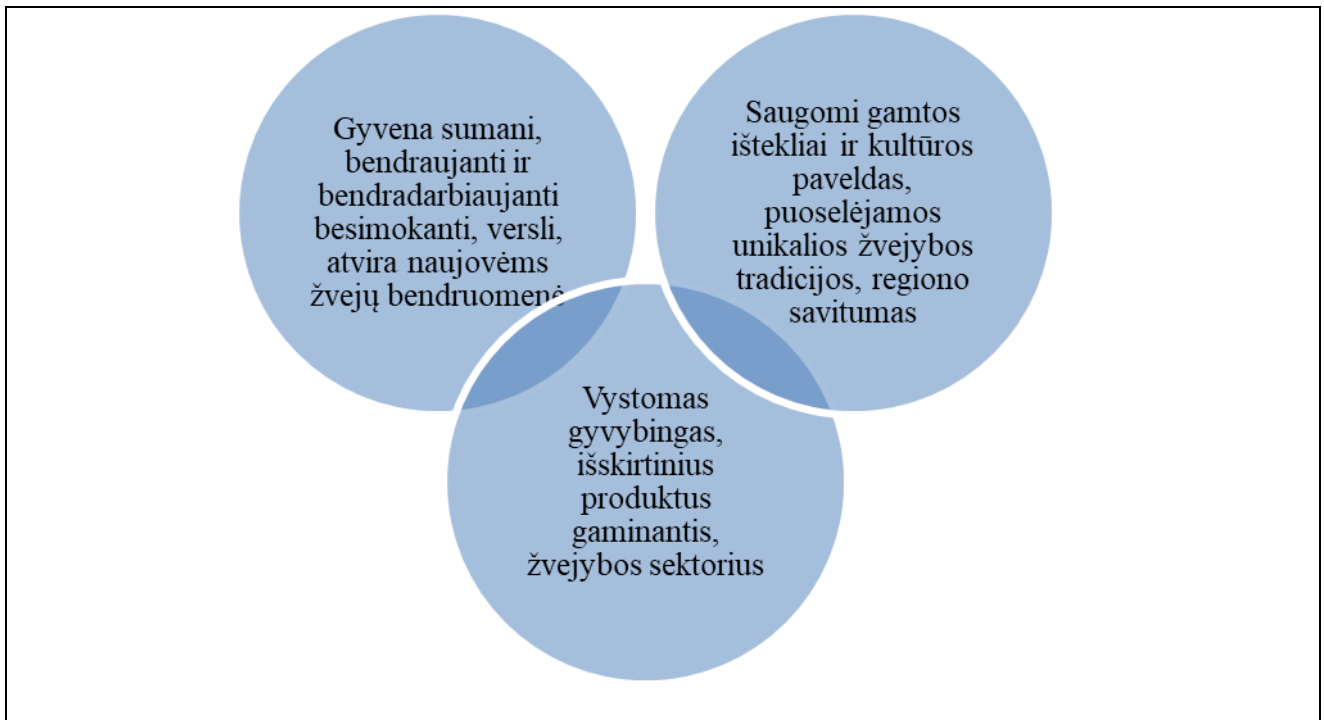 Gyvena sumani,
bendraujanti ir
bendradarbiaujanti
besimokanti, versli,
atvira naujovėms
žvejų bendruomenė
Saugomi gamtos
ištekliai ir kultūros
paveldas,
puoselėjamos
unikalios žvejybos
tradicijos, regiono
savitumas
Vystomas
gyvybingas,
išskirtinius
produktus
gaminantis,
žvejybos sektorius